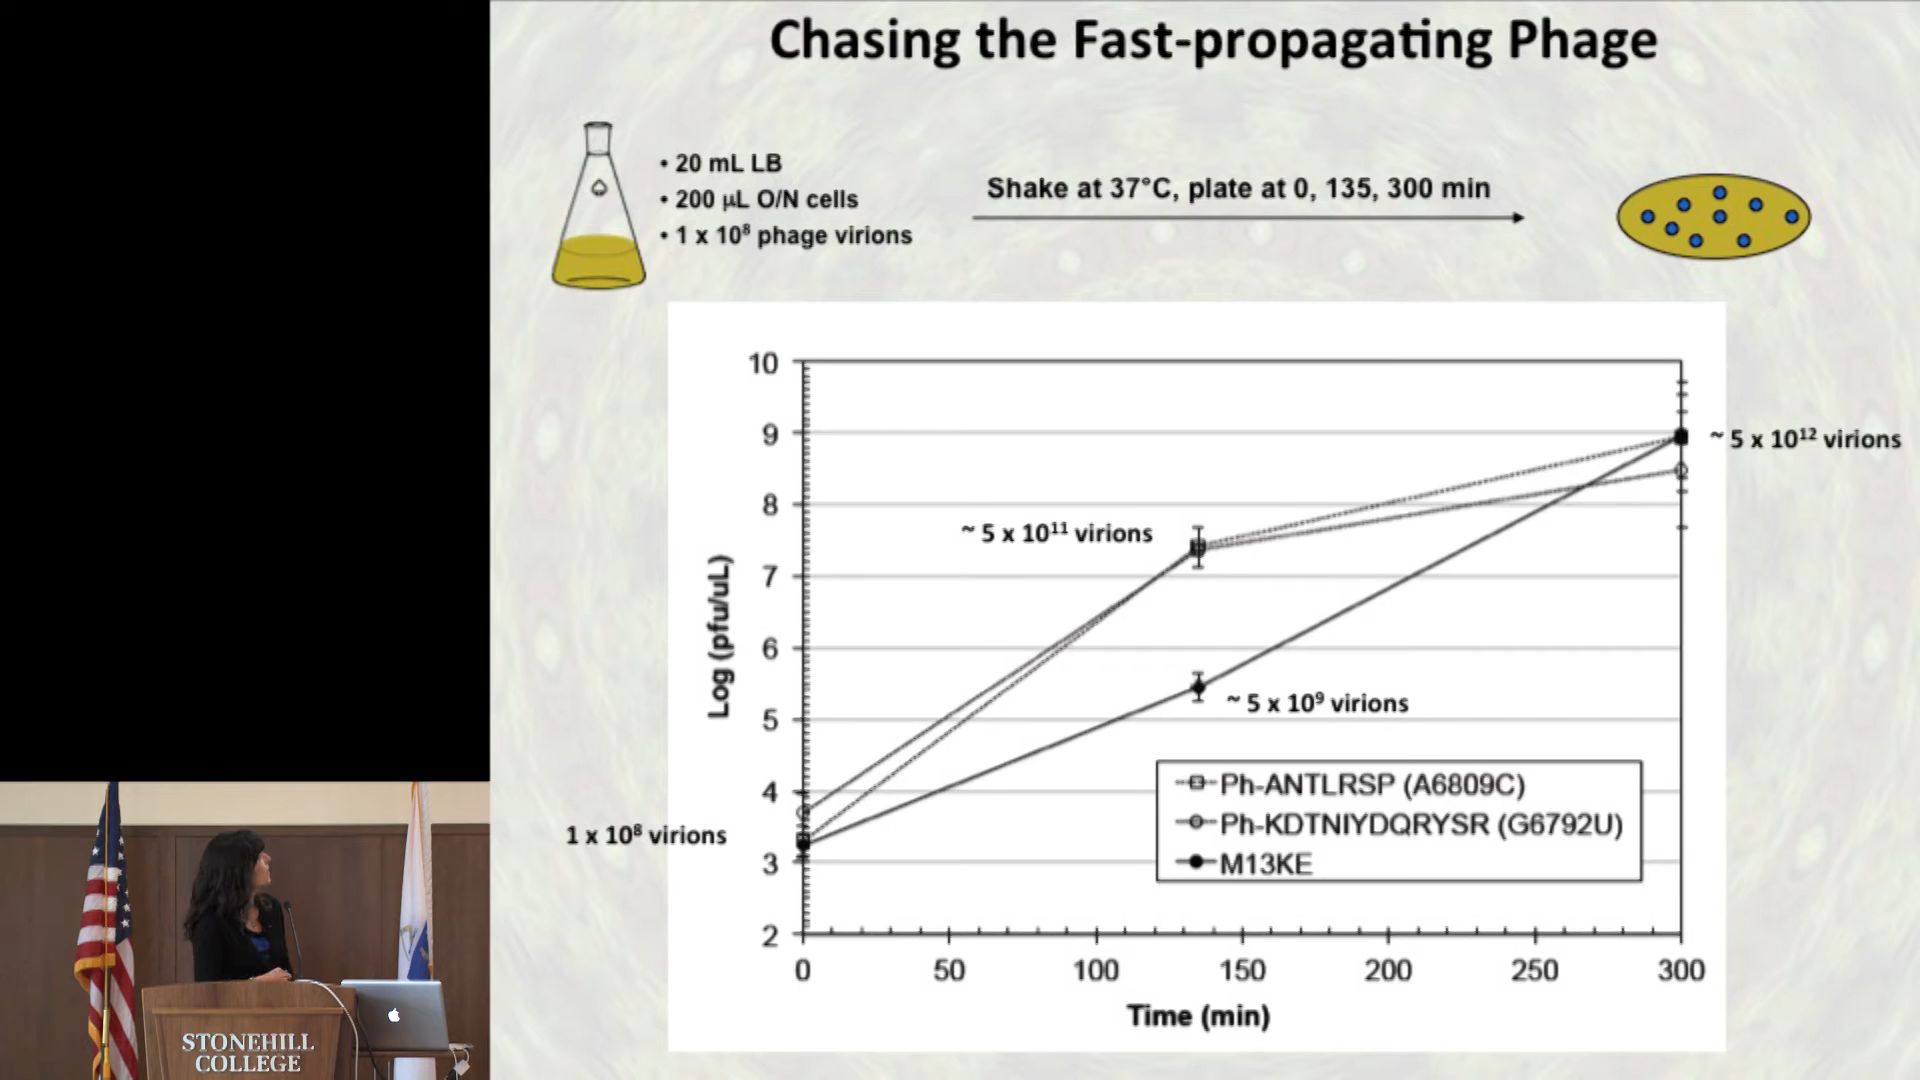 Chasing the Fast-propagating Phage
• 20 mL LB
• 200 µL O/N cells
• 1 x 10⁸ phage virions
Shake at 37°C, plate at 0, 135, 300 min
10
9
8
7
6
5
4
3
2
Log (pfu/uL)
0 50 100 150 200 250 300
Time (min)
~ 5 x 10¹² virions
~ 5 x 10¹¹ virions
~ 5 x 10⁹ virions
1 x 10⁸ virions
Ph-ANTLRSP (A6809C)
Ph-KDTNIYDQRYSR (G6792U)
M13KE
STONEHILL
COLLEGE